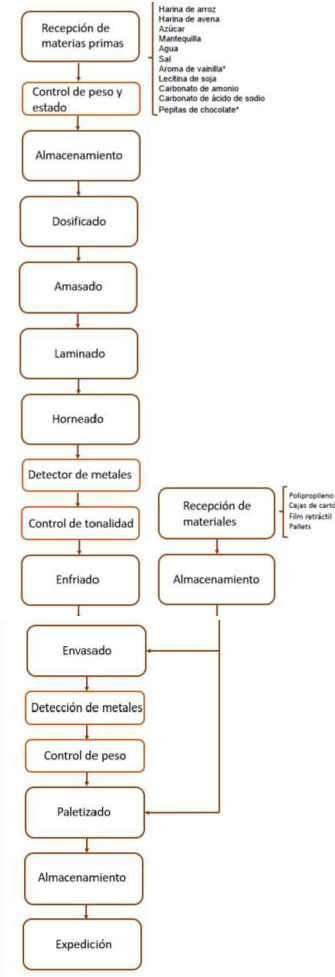 Recepción de
materias primas
Harina de arroz
Harina de avena
Azúcar
Mantequilla
Agua
Sal
Aroma de vainilla*
Lecitina de soja
Carbonato de amonio
Carbonato de ácido de sodio
Pepitas de chocolate*
Control de peso y
estado
Almacenamiento
Dosificado
Amasado
Laminado
Horneado
Detector de metales
Control de tonalidad
Enfriado
Recepción de
materiales
Polipropileno
Cajas de cartó
Film retráctil
Pallets
Almacenamiento
Envasado
Detección de metales
Control de peso
Paletizado
Almacenamiento
Expedición